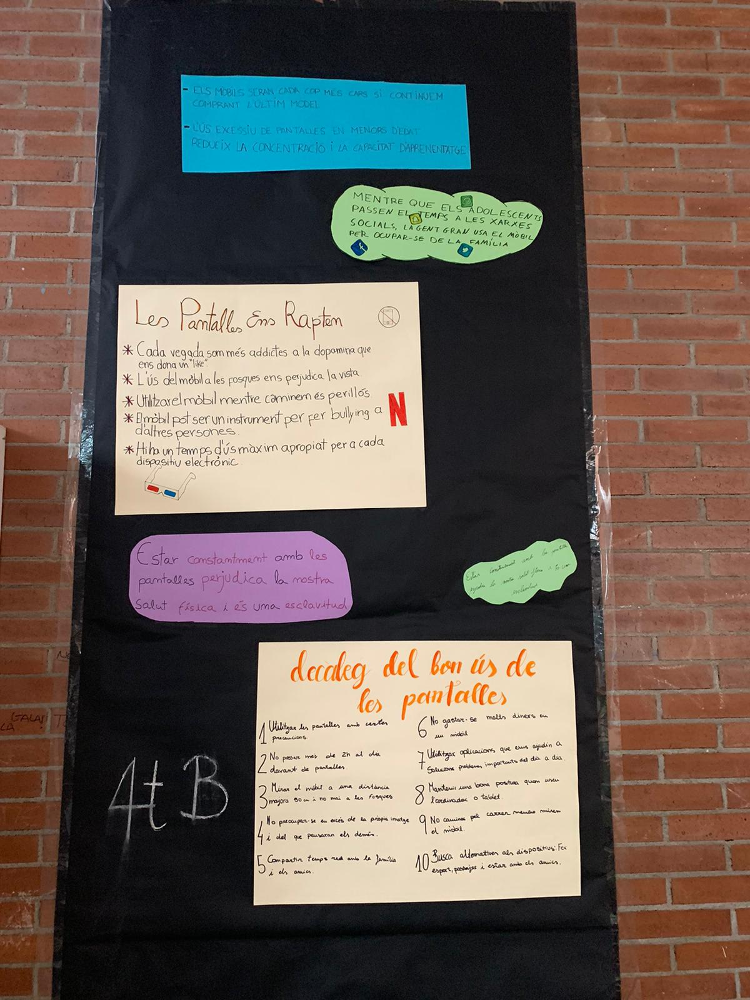 - ELS MÒBILS SERAN CADA COP MÉS CARS SI CONTINUEM
COMPRANT L'ÚLTIM MODEL
- L'ÚS EXCESSIU DE PANTALLES EN MENORS D'EDAT
REDUEIX LA CONCENTRACIÓ I LA CAPACITAT D'APRENENTATGE
MENTRE QUE ELS ADOLESCENTS
PASSEN EL TEMPS A LES XARXES
SOCIALS, LA GENT GRAN USA EL MÒBIL
PER OCUPAR-SE DE LA FAMÍLIA
Les Pantalles Ens Rapten
* Cada vegada som més addictes a la dopamina que
ens dona un "like".
* L'ús del mòbil a les fosques ens perjudica la vista.
* Utilitzar el mòbil mentre caminem és perillós.
* El mòbil pot ser un instrument per fer bullying a
d'altres persones.
N
* Hi ha un temps d'ús màxim apropiat per a cada
dispositiu electrònic.
Estar constantment amb les
pantalles perjudica la nostra
salut física i és una esclavitud
Estar constantment amb les pantalles
la nostra salut física
esclavitud
decàleg del bon ús de
les pantalles
1 Utilitzar les pantalles amb certes
precaucions.
2 No passar més de 2h al dia
davant de pantalles.
3 Mirar el mòbil a una distància
majora 50cm i no mai a les fosques
4 No preocupar-se en excés de la pròpia imatge
i del que pensaran els demés.
5 Compartir temps real amb la família
i els amics.
6 No gastar-se molts diners en
un mòbil
7 Utilitzar aplicacions que ens ajudin a
Solucions problemes importants del dia a dia.
8 Mantenir una bona postura quan useu
l'ordinador o tablet.
9 No caminar pel carrer mentre mirem
el mòbil.
10 Busca alternatives als dispositius: Fer
esport, passejar i estar amb els amics.
4t B
GALA!